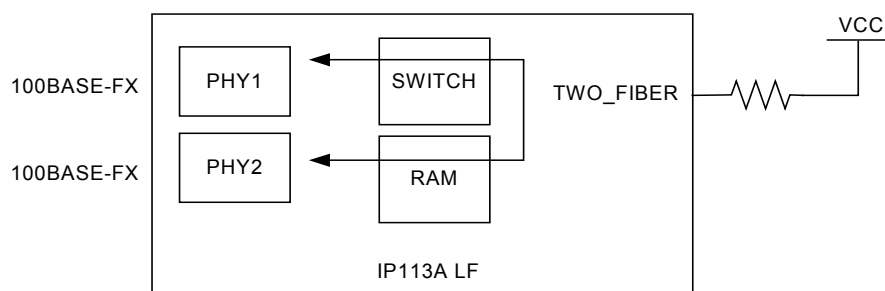 VCC
PHY1
SWITCH
100BASE-FX
TWO_FIBER
PHY2
100BASE-FX
RAM
IP113A LF